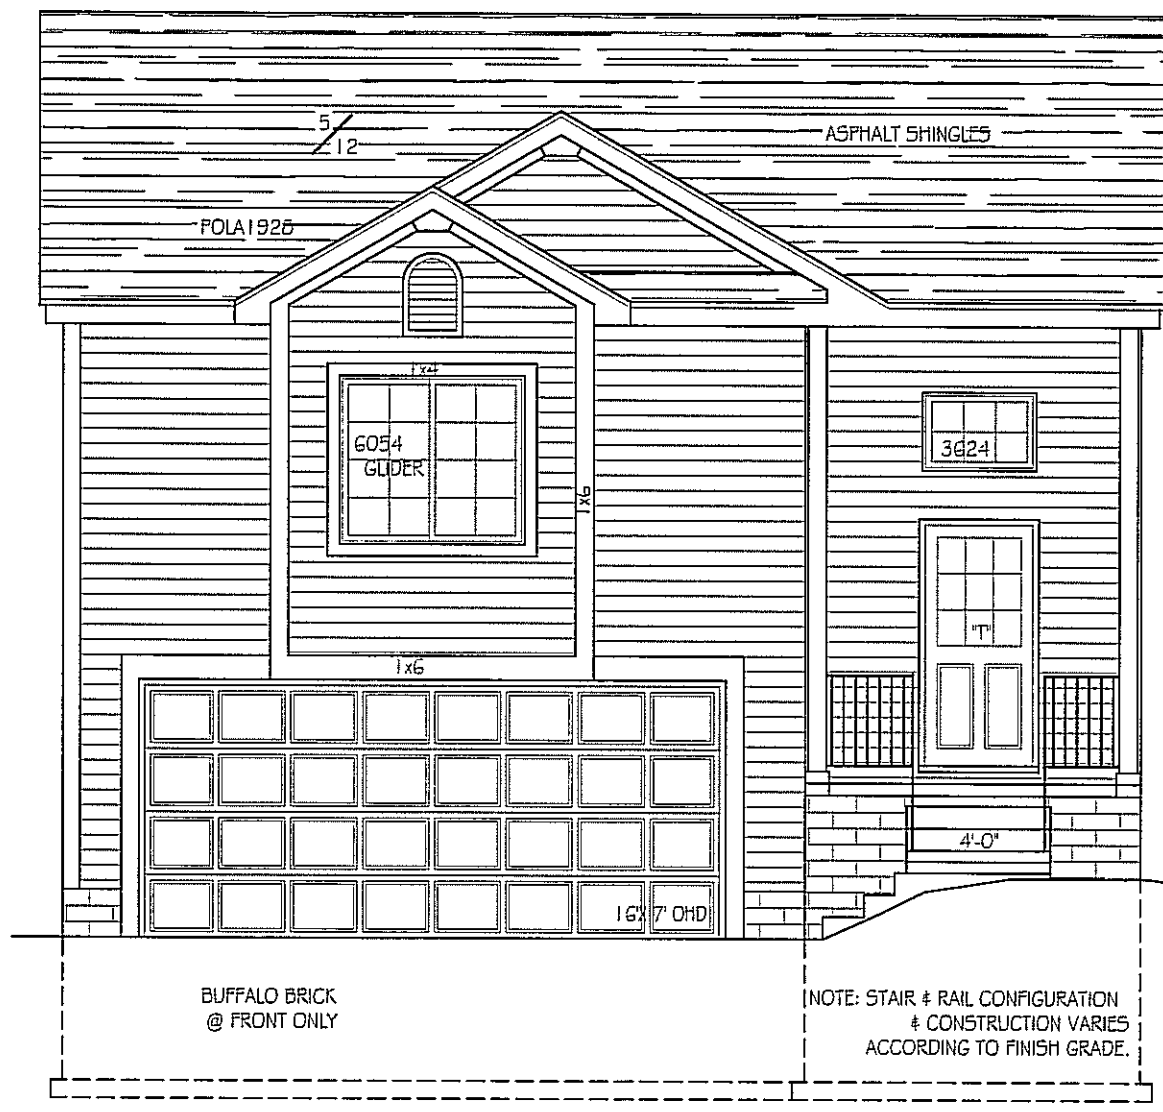 5
12
ASPHALT SHINGLES
POLA1928
1x4
6054
GLIDER
3624
1x6
"T"
1x6
4'-0"
16'X 7' OHD
BUFFALO BRICK
@ FRONT ONLY
NOTE: STAIR & RAIL CONFIGURATION
& CONSTRUCTION VARIES
ACCORDING TO FINISH GRADE.